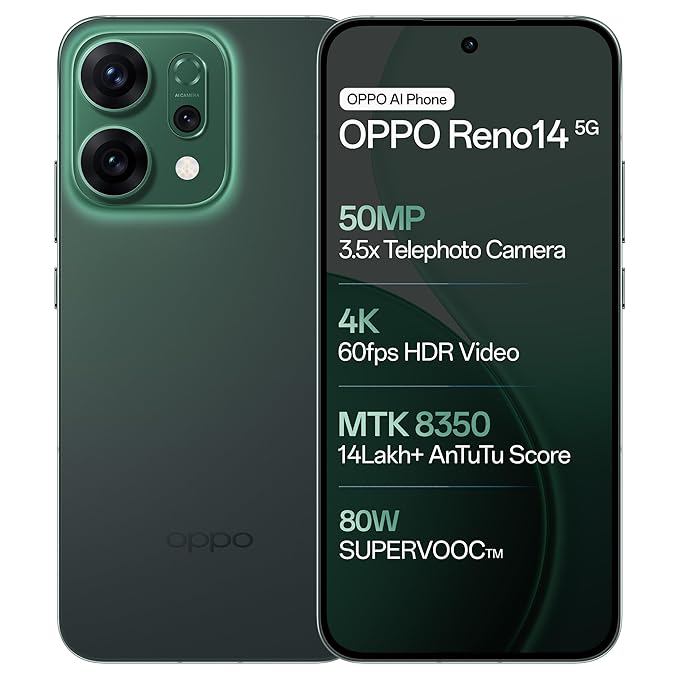 AI CAMERA
oppo
OPPO AI Phone
OPPO Reno14 5G
50MP
3.5x Telephoto Camera
4K
60fps HDR Video
MTK 8350
14Lakh+ AnTuTu Score
80W
SUPERVOOC™